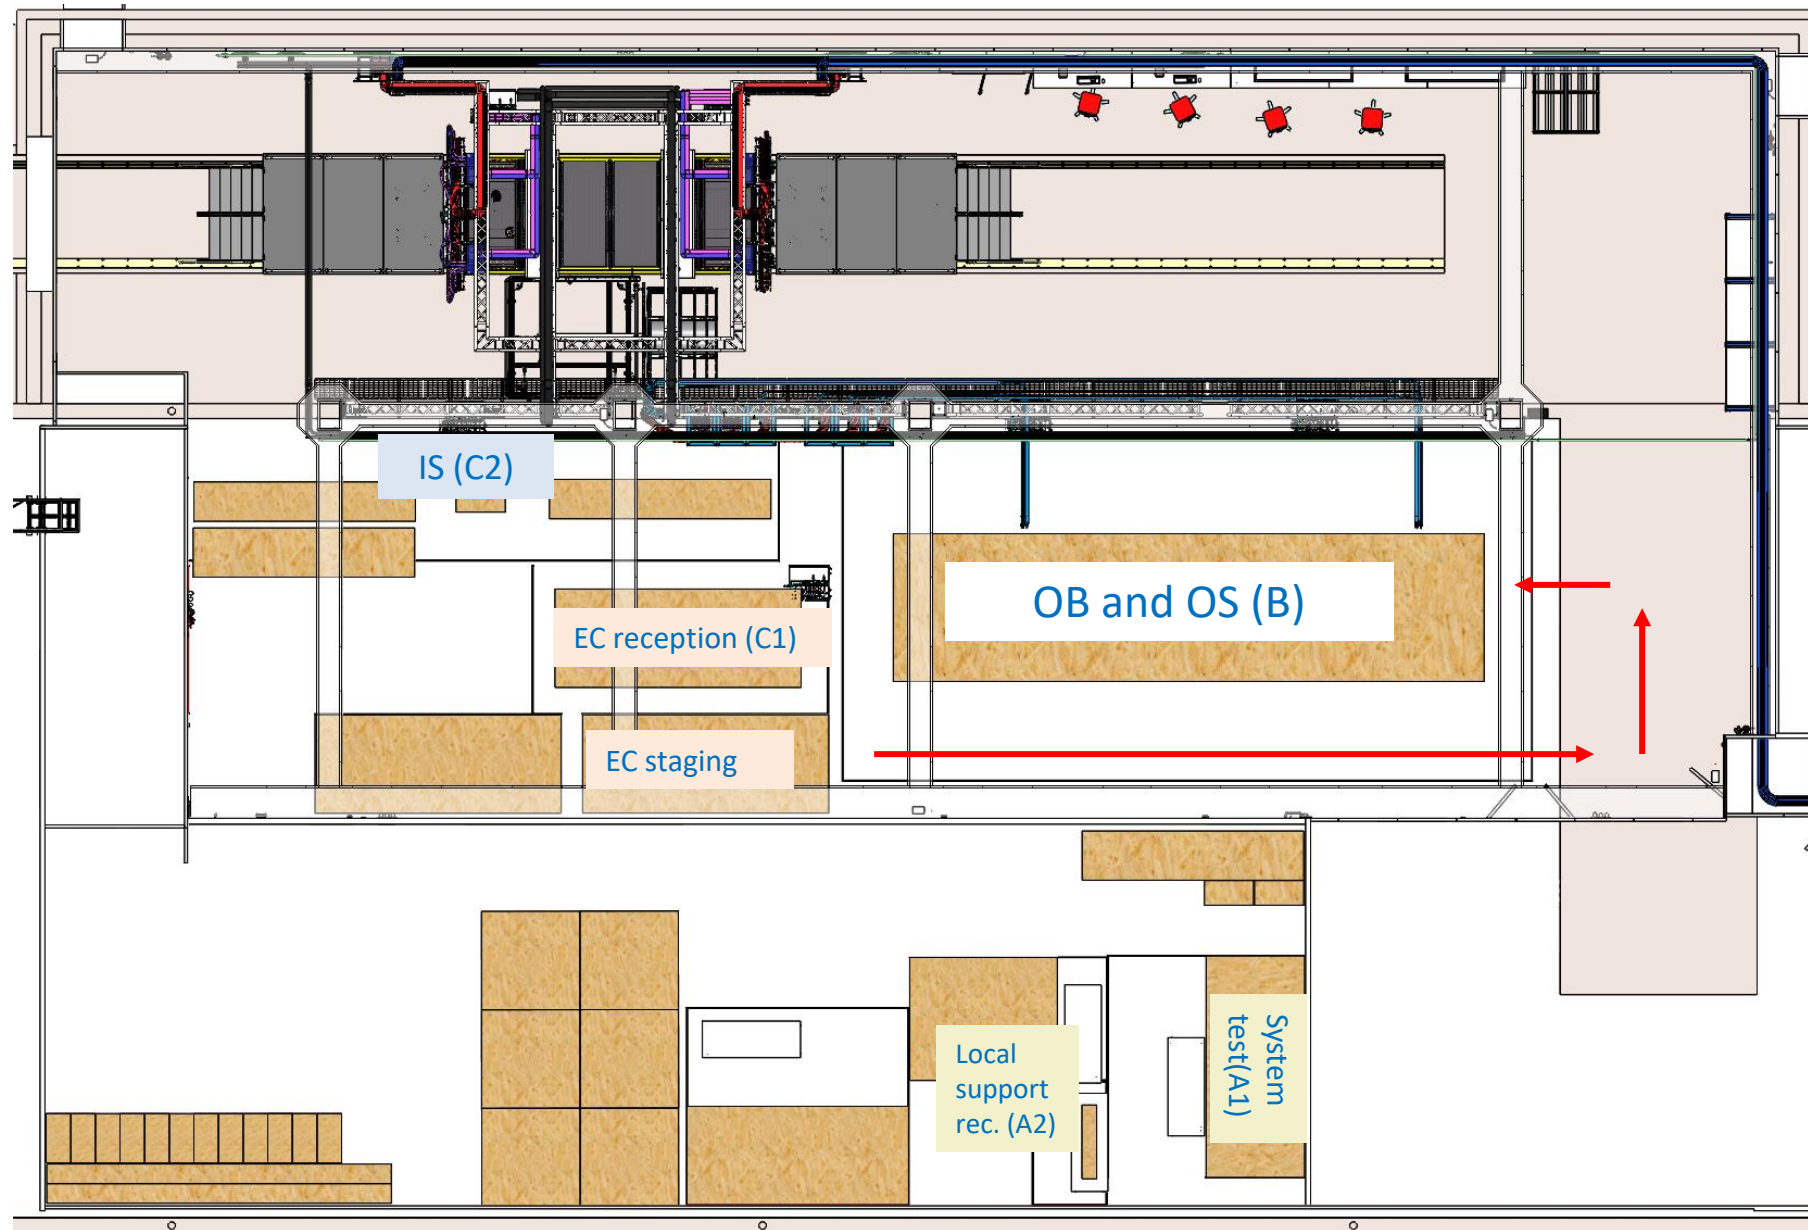 IS (C2)
OB and OS (B)
EC reception (C1)
EC staging
Local
support
rec. (A2)
System
test(A1)